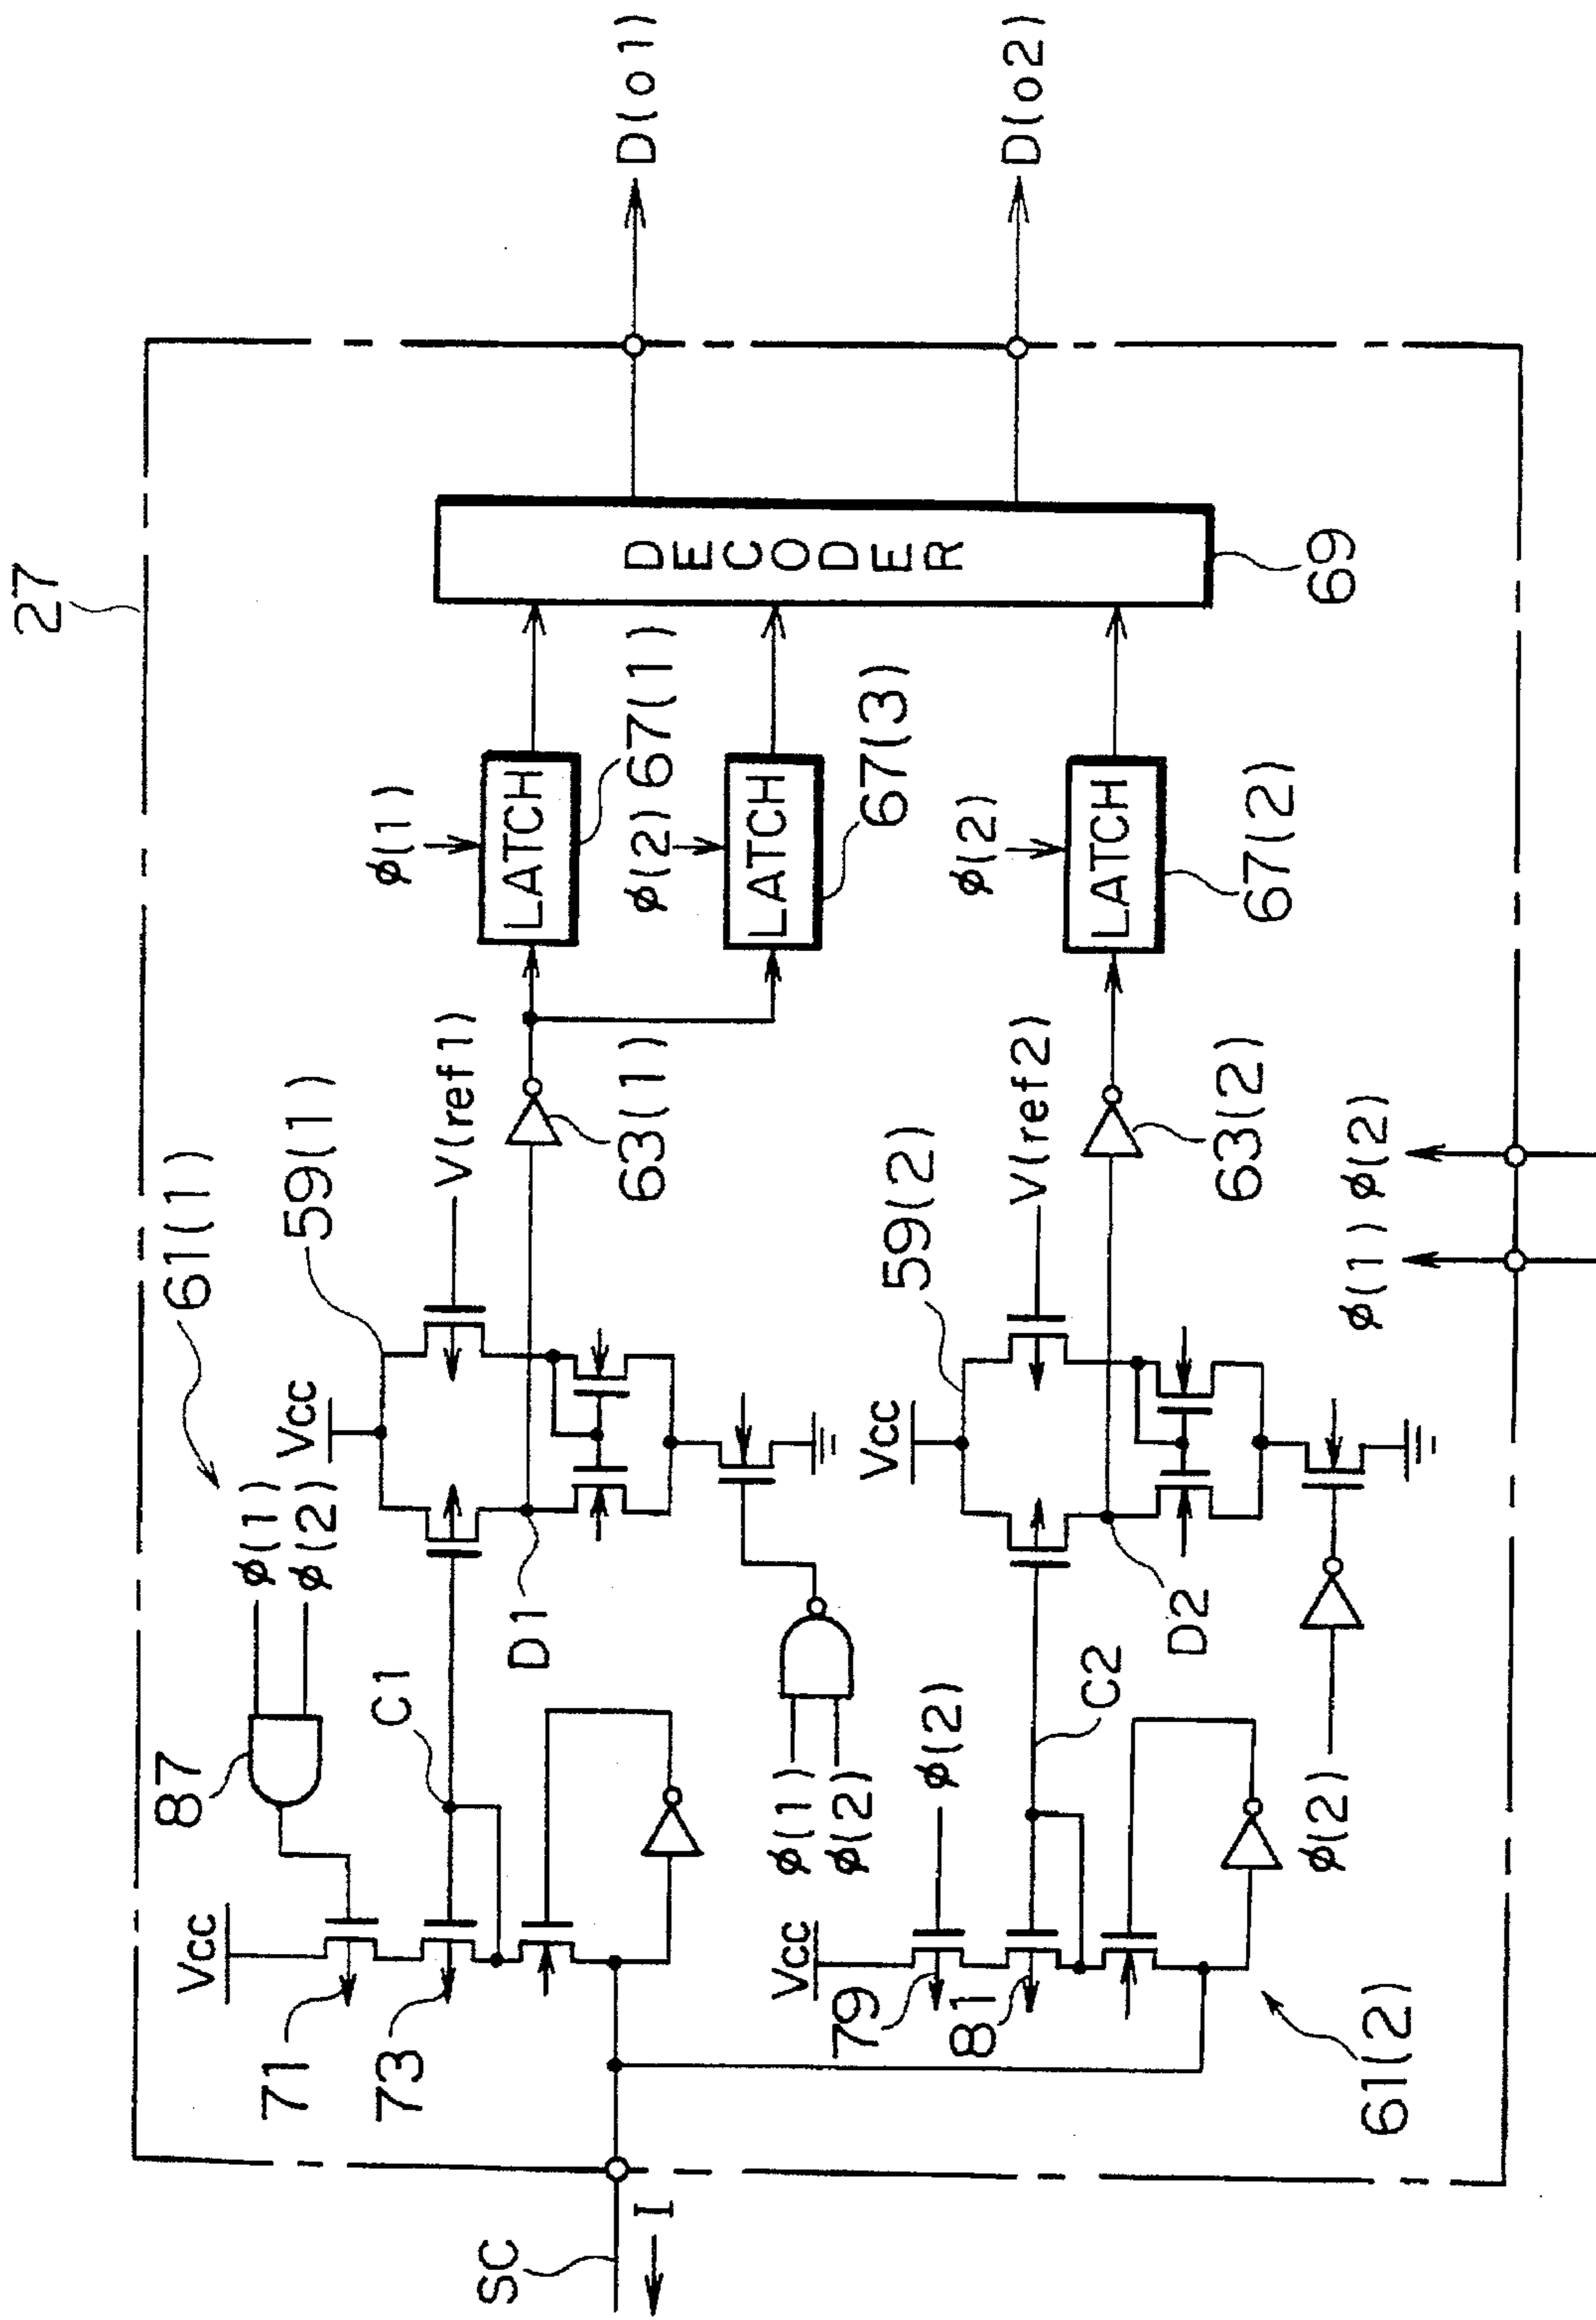 27
61(1)
59(1)
Vcc
φ(1)
φ(2)
87
Vcc
71
73
C1
D1
V(ref1)
63(1)
φ(1)
LATCH
67(1)
φ(2)
LATCH
67(3)
DECODER
69
D(o1)
D(o2)
φ(1)
φ(2)
SC
I
Vcc
79
81
φ(2)
C2
D2
Vcc
59(2)
V(ref2)
63(2)
φ(2)
LATCH
67(2)
φ(2)
61(2)
φ(1)
φ(2)